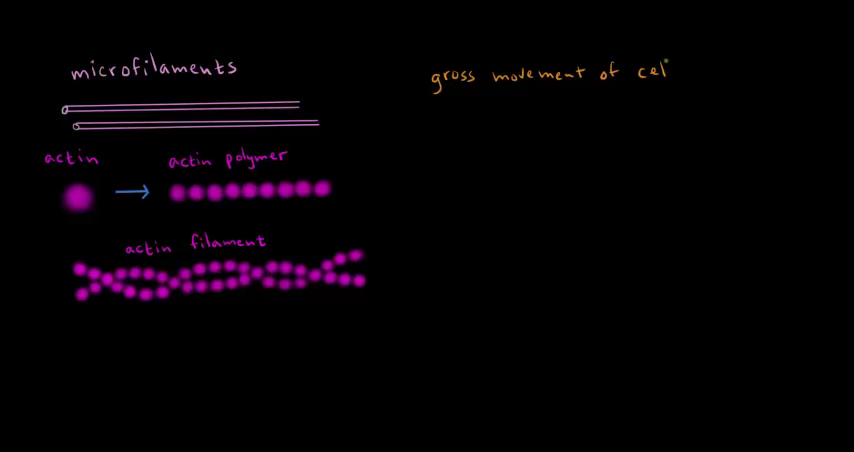 microfilaments
gross movement of cel
actin
actin polymer
actin filament